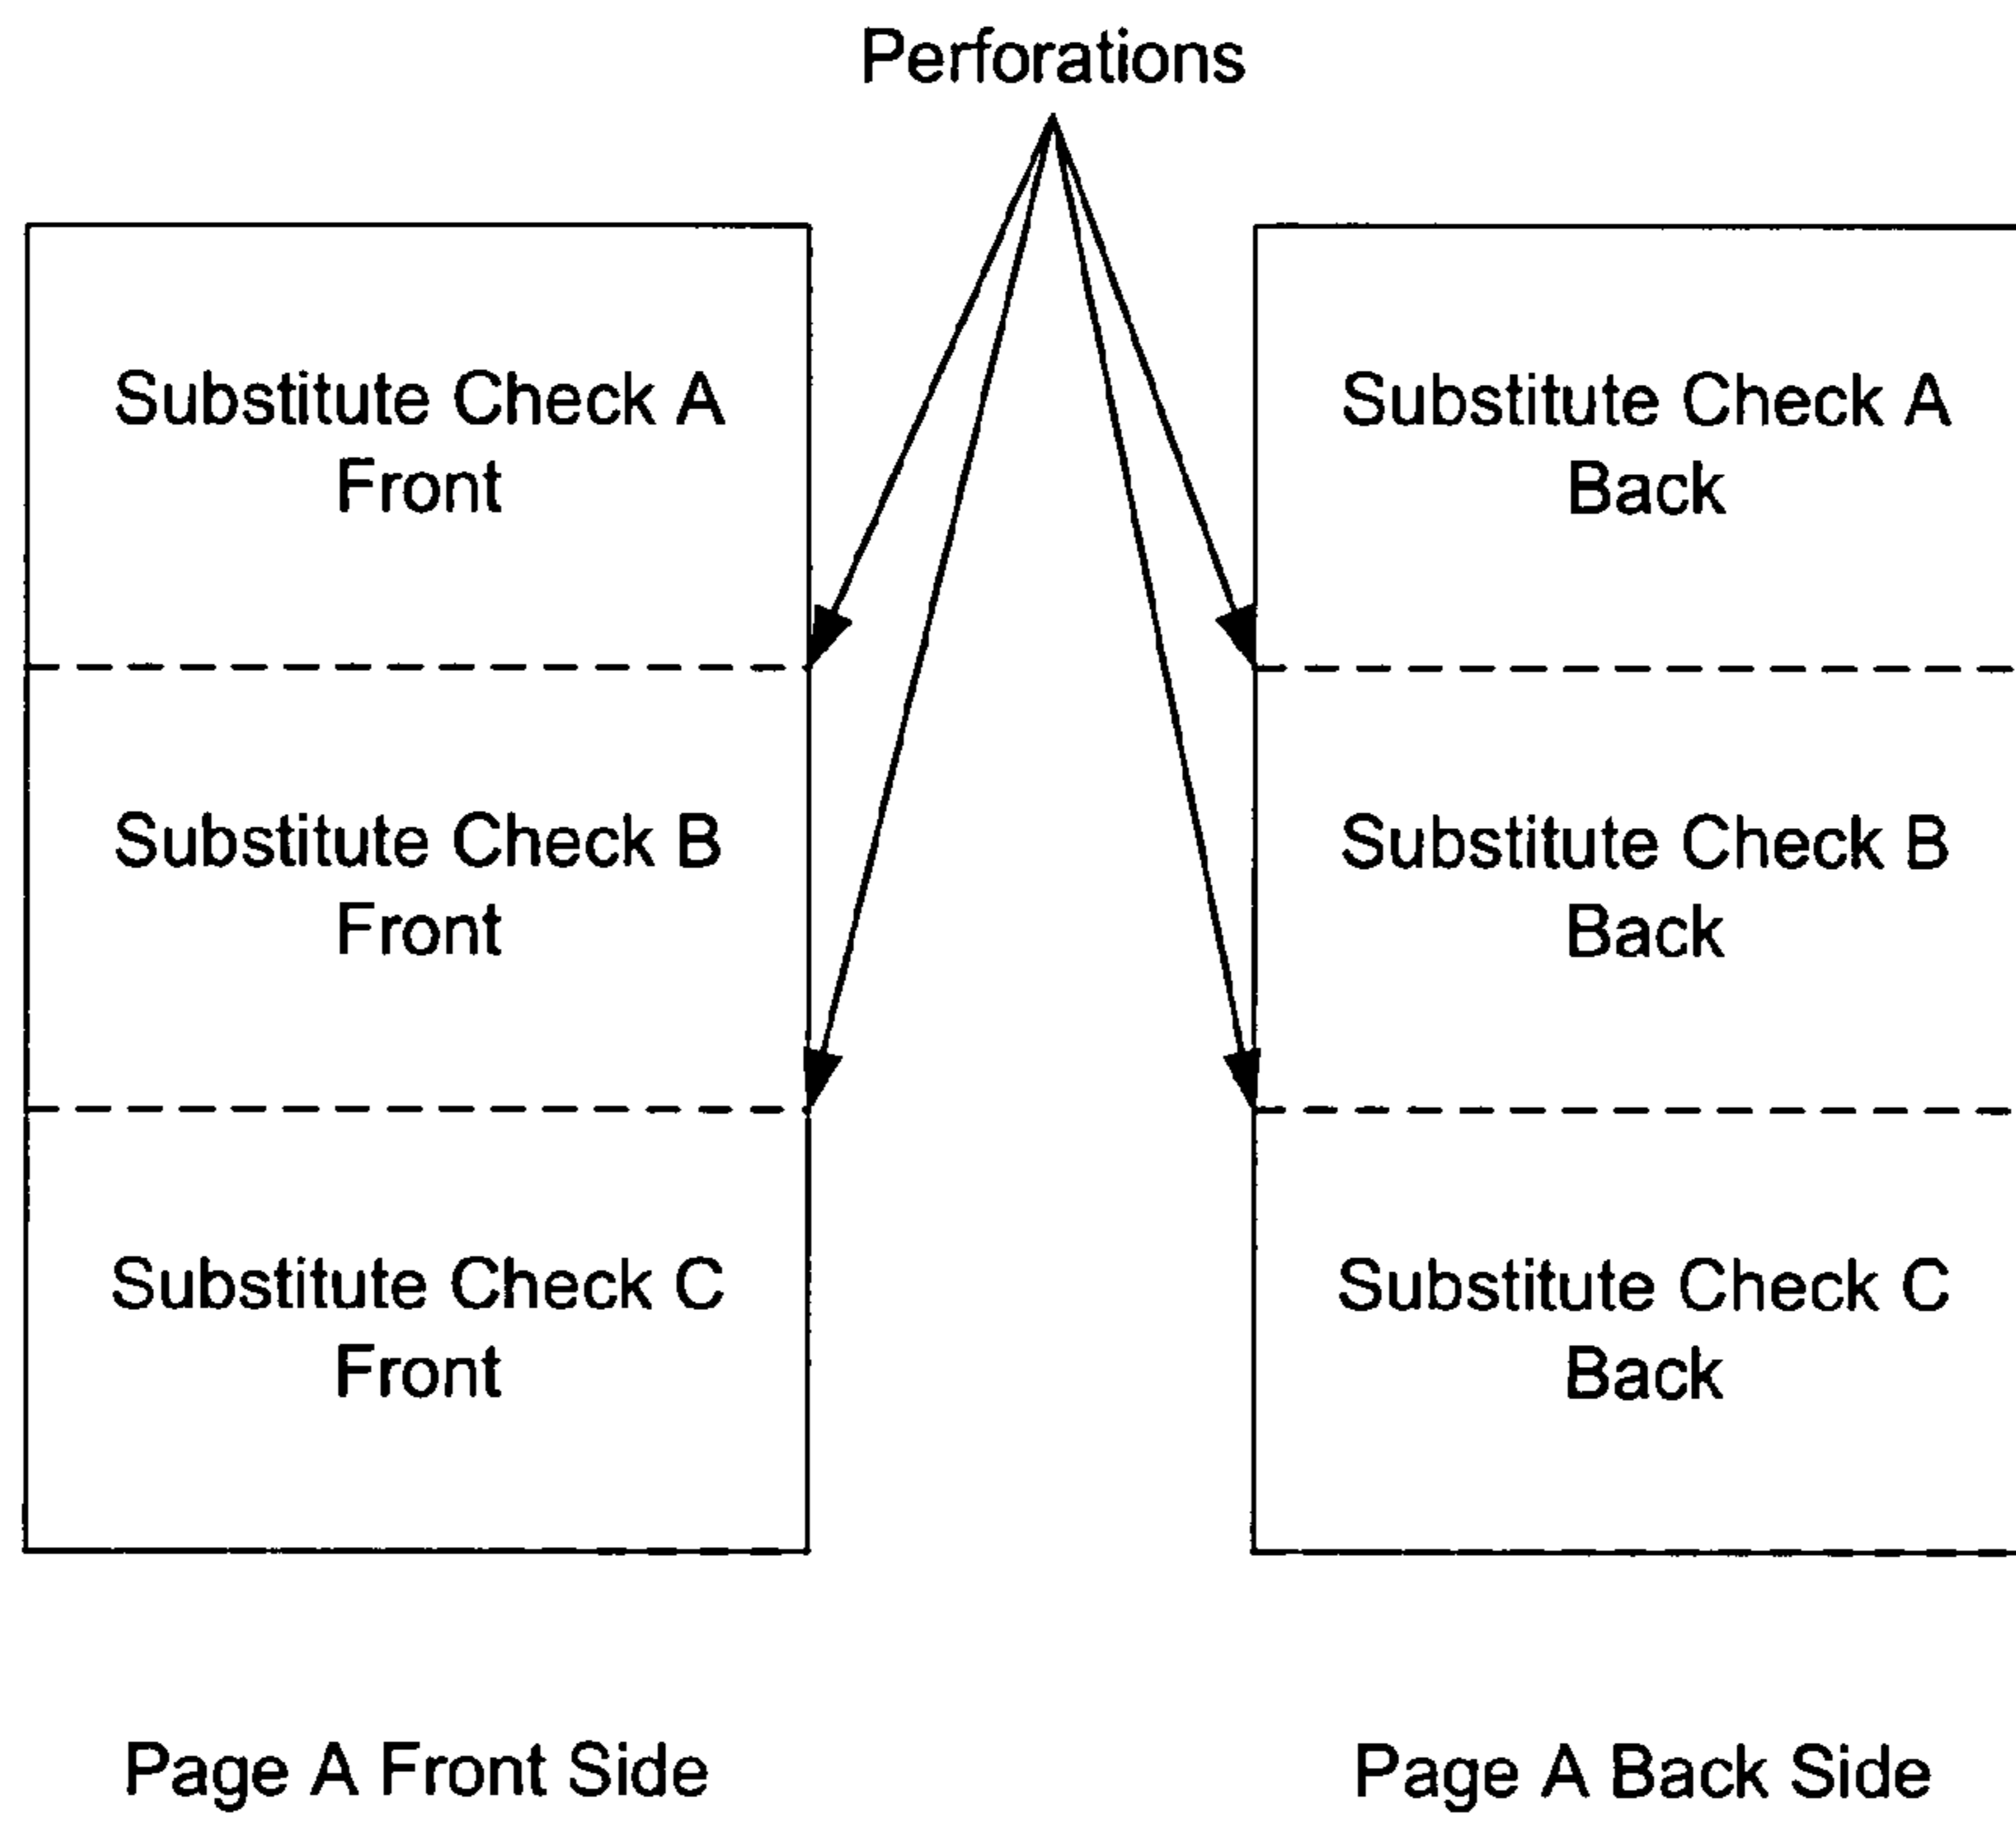 Perforations
Substitute Check A
Front
Substitute Check B
Front
Substitute Check C
Front
Page A Front Side
Substitute Check A
Back
Substitute Check B
Back
Substitute Check C
Back
Page A Back Side